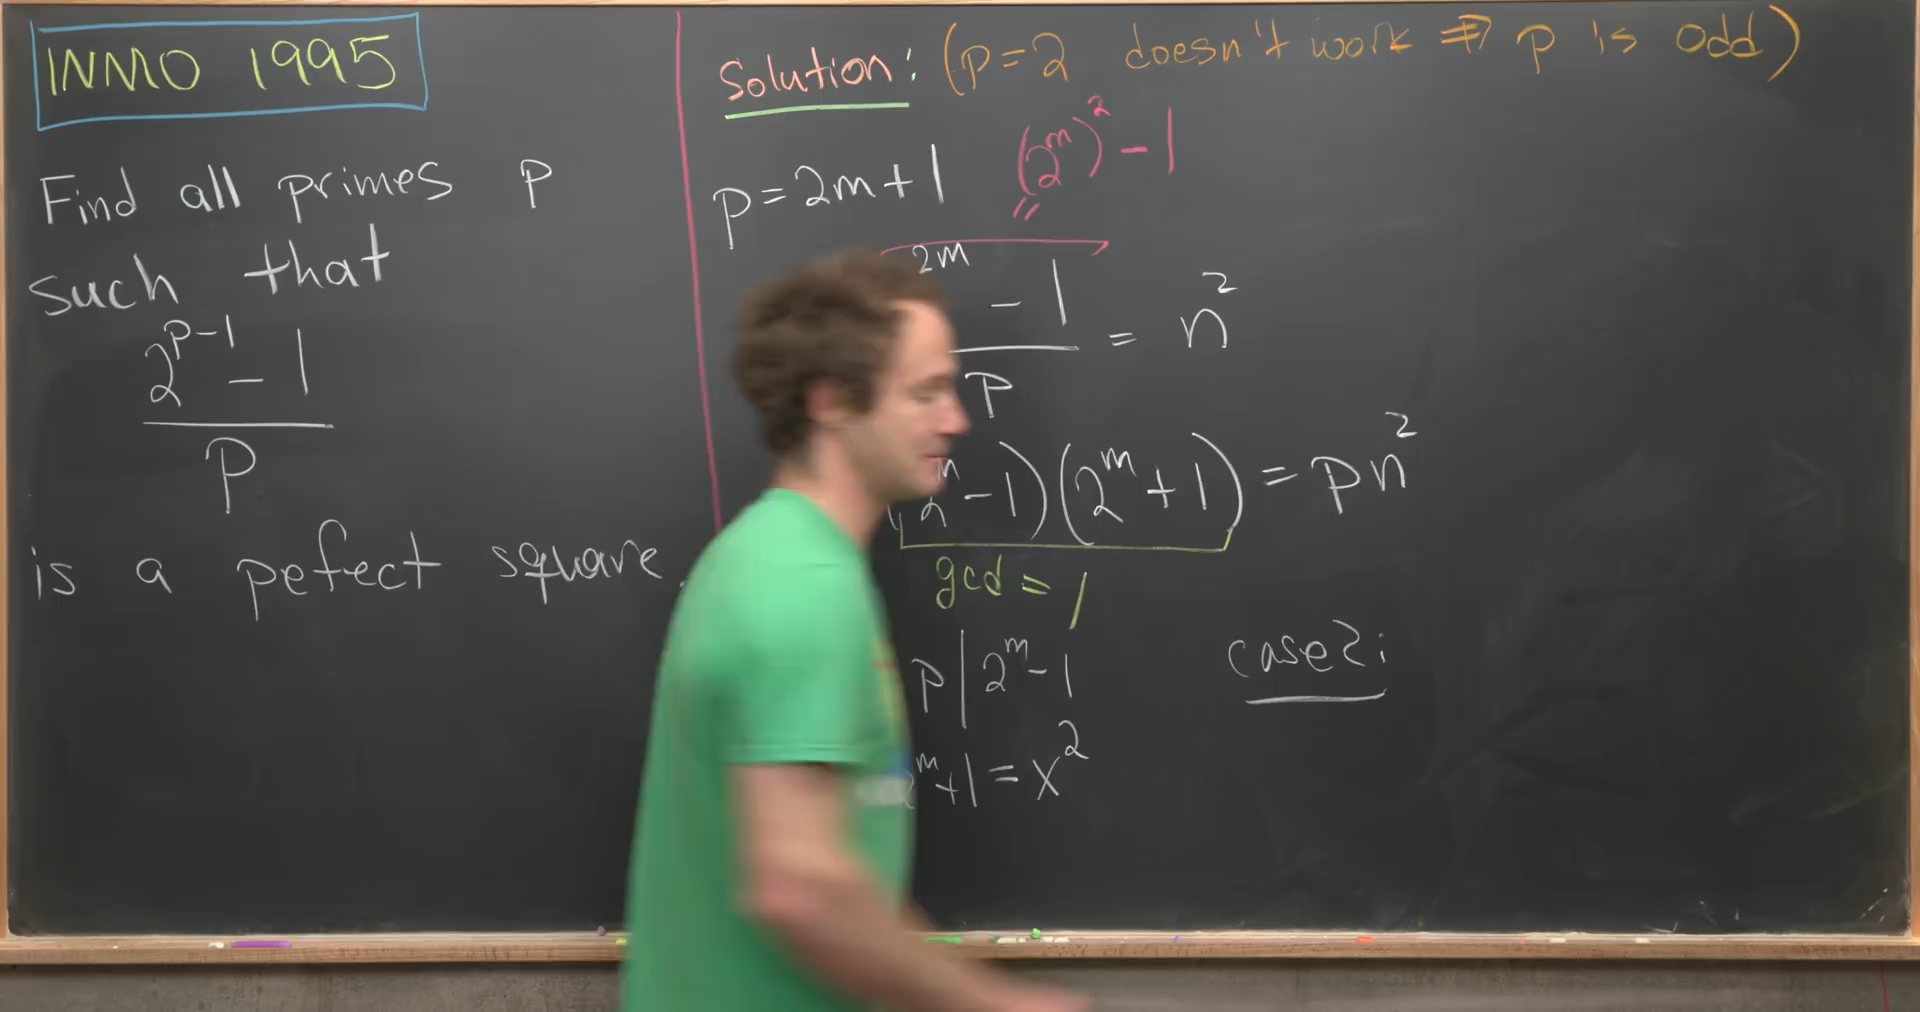 INMO 1995
Find all primes p
such that
2^{p-1} - 1
p
is a pefect square.
Solution: (p=2 doesn't work ⇒ p is odd)
(2^m)^2 - 1
p = 2m+1
"
2m - 1 = n^2
p
2^m - 1)(2^m + 1) = pn^2
gcd = 1
p | 2^m - 1
case 2:
2^m + 1 = x^2